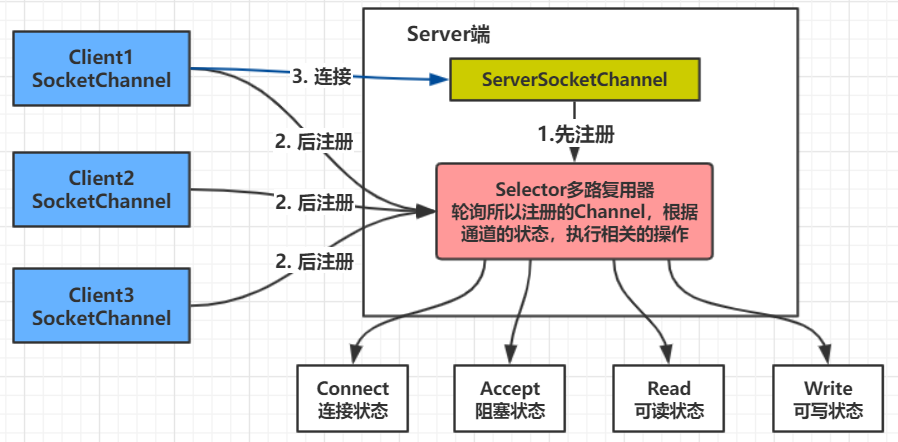 Server端
Client1
SocketChannel
3. 连接
ServerSocketChannel
1.先注册
2. 后注册
Client2
SocketChannel
2. 后注册
Selector多路复用器
轮询所以注册的Channel，根据
通道的状态，执行相关的操作
2. 后注册
Client3
SocketChannel
Connect
连接状态
Accept
阻塞状态
Read
可读状态
Write
可写状态